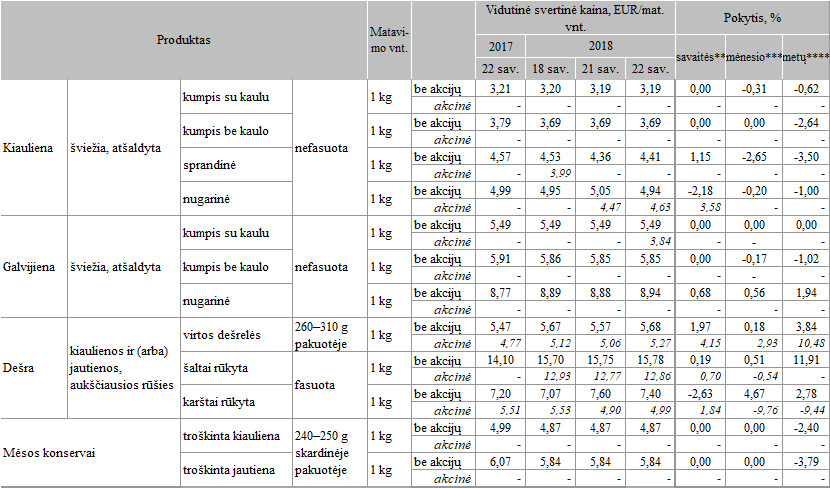 Produktas Matavi-mo vnt. Vidutinė svertinė kaina, EUR/mat. vnt. Pokytis, %
2017 2018 savaitės** mėnesio*** metų****
22 sav. 18 sav. 21 sav. 22 sav.
Kiauliena šviežia, atšaldyta kumpis su kaulu nefasuota 1 kg be akcijų 3,21 3,20 3,19 3,19 0,00 -0,31 -0,62
akcinė - - - - - - -
kumpis be kaulo 1 kg be akcijų 3,79 3,69 3,69 3,69 0,00 0,00 -2,64
akcinė - - - - - - -
sprandinė 1 kg be akcijų 4,57 4,53 4,36 4,41 1,15 -2,65 -3,50
akcinė - 3,99 - - - - -
nugarinė 1 kg be akcijų 4,99 4,95 5,05 4,94 -2,18 -0,20 -1,00
akcinė - - 4,47 4,63 3,58 - -
Galvijiena šviežia, atšaldyta kumpis su kaulu nefasuota 1 kg be akcijų 5,49 5,49 5,49 5,49 0,00 0,00 0,00
akcinė - - - 3,84 - - -
kumpis be kaulo 1 kg be akcijų 5,91 5,86 5,85 5,85 0,00 -0,17 -1,02
akcinė - - - - - - -
nugarinė 1 kg be akcijų 8,77 8,89 8,88 8,94 0,68 0,56 1,94
akcinė - - - - - - -
Dešra kiaulienos ir (arba) jautienos, aukščiausios rūšies virtos dešrelės 260–310 g pakuotėje 1 kg be akcijų 5,47 5,67 5,57 5,68 1,97 0,18 3,84
akcinė 4,77 5,12 5,06 5,27 4,15 2,93 10,48
šaltai rūkyta fasuota 1 kg be akcijų 14,10 15,70 15,75 15,78 0,19 0,51 11,91
akcinė - 12,93 12,77 12,86 0,70 -0,54 -
karštai rūkyta 1 kg be akcijų 7,20 7,07 7,60 7,40 -2,63 4,67 2,78
akcinė 5,51 5,53 4,90 4,99 1,84 -9,76 -9,44
Mėsos konservai troškinta kiauliena 240–250 g skardinėje pakuotėje 1 kg be akcijų 4,99 4,87 4,87 4,87 0,00 0,00 -2,40
akcinė - - - - - - -
troškinta jautiena 1 kg be akcijų 6,07 5,84 5,84 5,84 0,00 0,00 -3,79
akcinė - - - - - - -